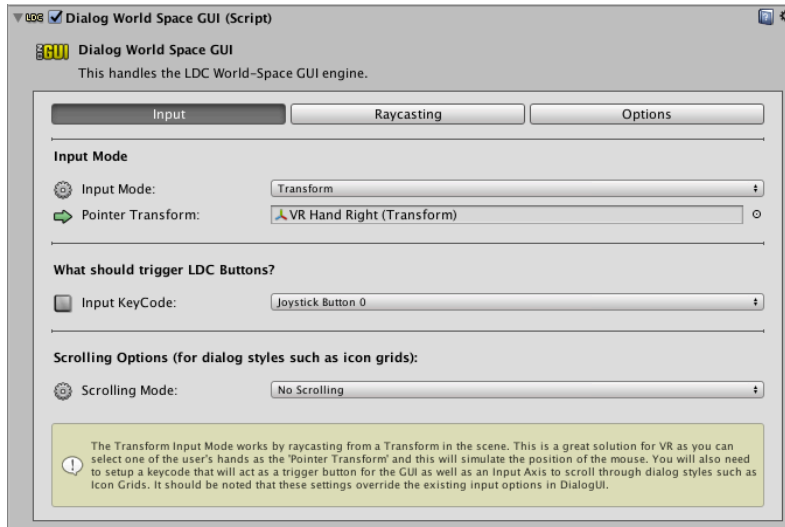 LDC Dialog World Space GUI (Script)
GUI Dialog World Space GUI
This handles the LDC World-Space GUI engine.
Input Raycasting Options
Input Mode
Input Mode: Transform
Pointer Transform: VR Hand Right (Transform)
What should trigger LDC Buttons?
Input KeyCode: Joystick Button 0
Scrolling Options (for dialog styles such as icon grids):
Scrolling Mode: No Scrolling
The Transform Input Mode works by raycasting from a Transform in the scene. This is a great solution for VR as you can
select one of the user's hands as the 'Pointer Transform' and this will simulate the position of the mouse. You will also need
to setup a keycode that will act as a trigger button for the GUI as well as an Input Axis to scroll through dialog styles such as
Icon Grids. It should be noted that these settings override the existing input options in DialogUI.